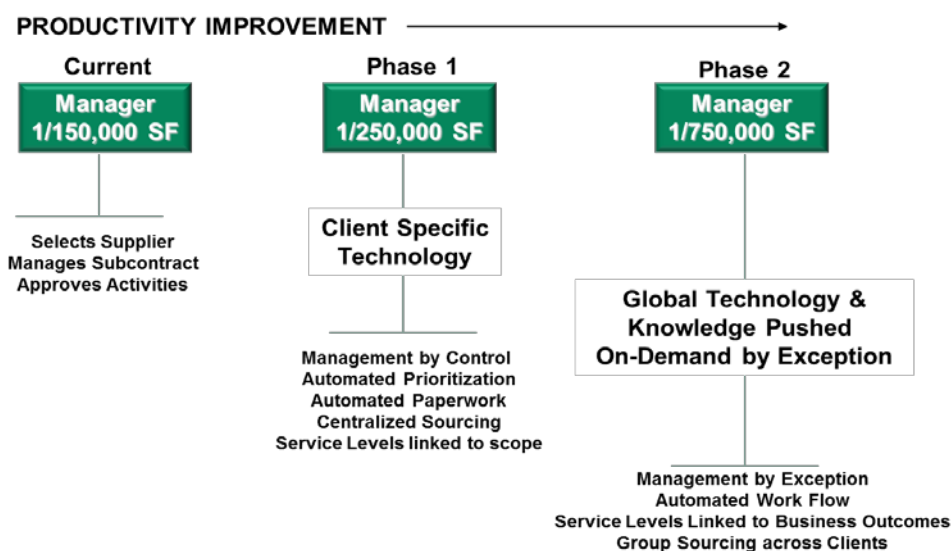 PRODUCTIVITY IMPROVEMENT
Current
Manager
1/150,000 SF
Selects Supplier
Manages Subcontract
Approves Activities
Phase 1
Manager
1/250,000 SF
Client Specific
Technology
Management by Control
Automated Prioritization
Automated Paperwork
Centralized Sourcing
Service Levels linked to scope
Phase 2
Manager
1/750,000 SF
Global Technology &
Knowledge Pushed
On-Demand by Exception
Management by Exception
Automated Work Flow
Service Levels Linked to Business Outcomes
Group Sourcing across Clients